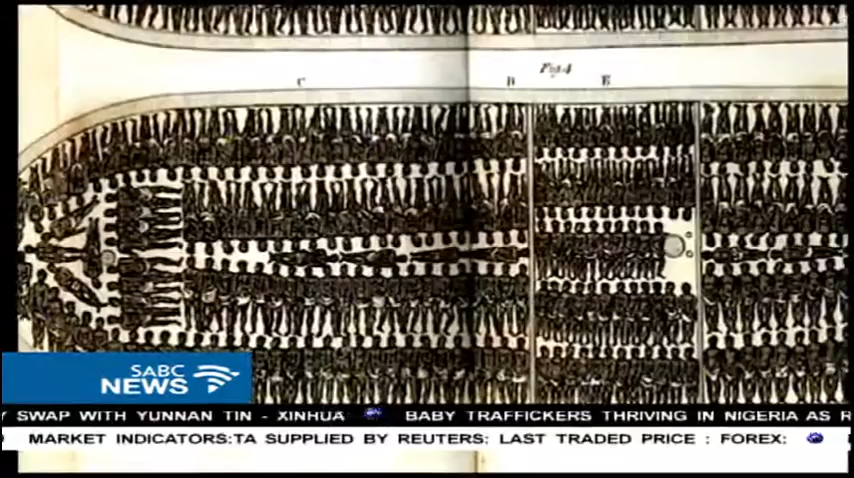 Fig 4
C D E
SABC
NEWS
Y SWAP WITH YUNNAN TIN - XINHUA BABY TRAFFICKERS THRIVING IN NIGERIA AS R
MARKET INDICATORS:TA SUPPLIED BY REUTERS: LAST TRADED PRICE : FOREX: